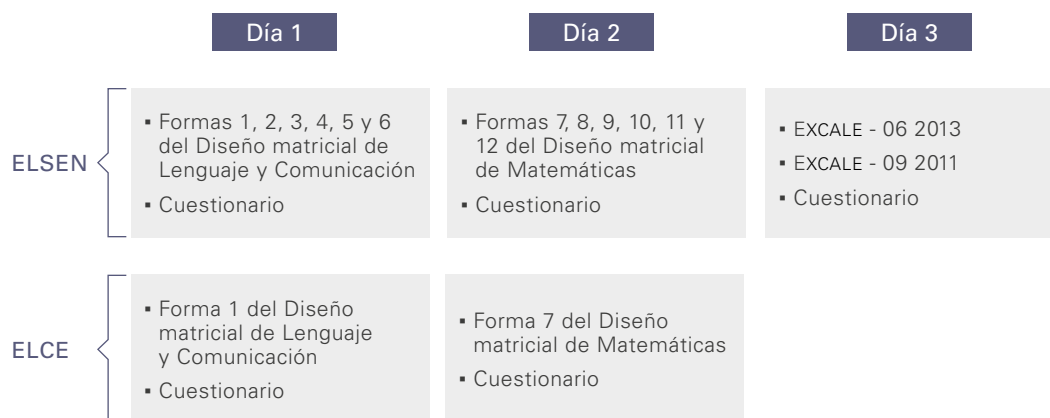 Día 1
Día 2
Día 3
ELSEN
▪ Formas 1, 2, 3, 4, 5 y 6
del Diseño matricial de
Lenguaje y Comunicación
▪ Cuestionario
▪ Formas 7, 8, 9, 10, 11 y
12 del Diseño matricial
de Matemáticas
▪ Cuestionario
▪ EXCALE - 06 2013
▪ EXCALE - 09 2011
▪ Cuestionario
ELCE
▪ Forma 1 del Diseño
matricial de Lenguaje
y Comunicación
▪ Cuestionario
▪ Forma 7 del Diseño
matricial de Matemáticas
▪ Cuestionario